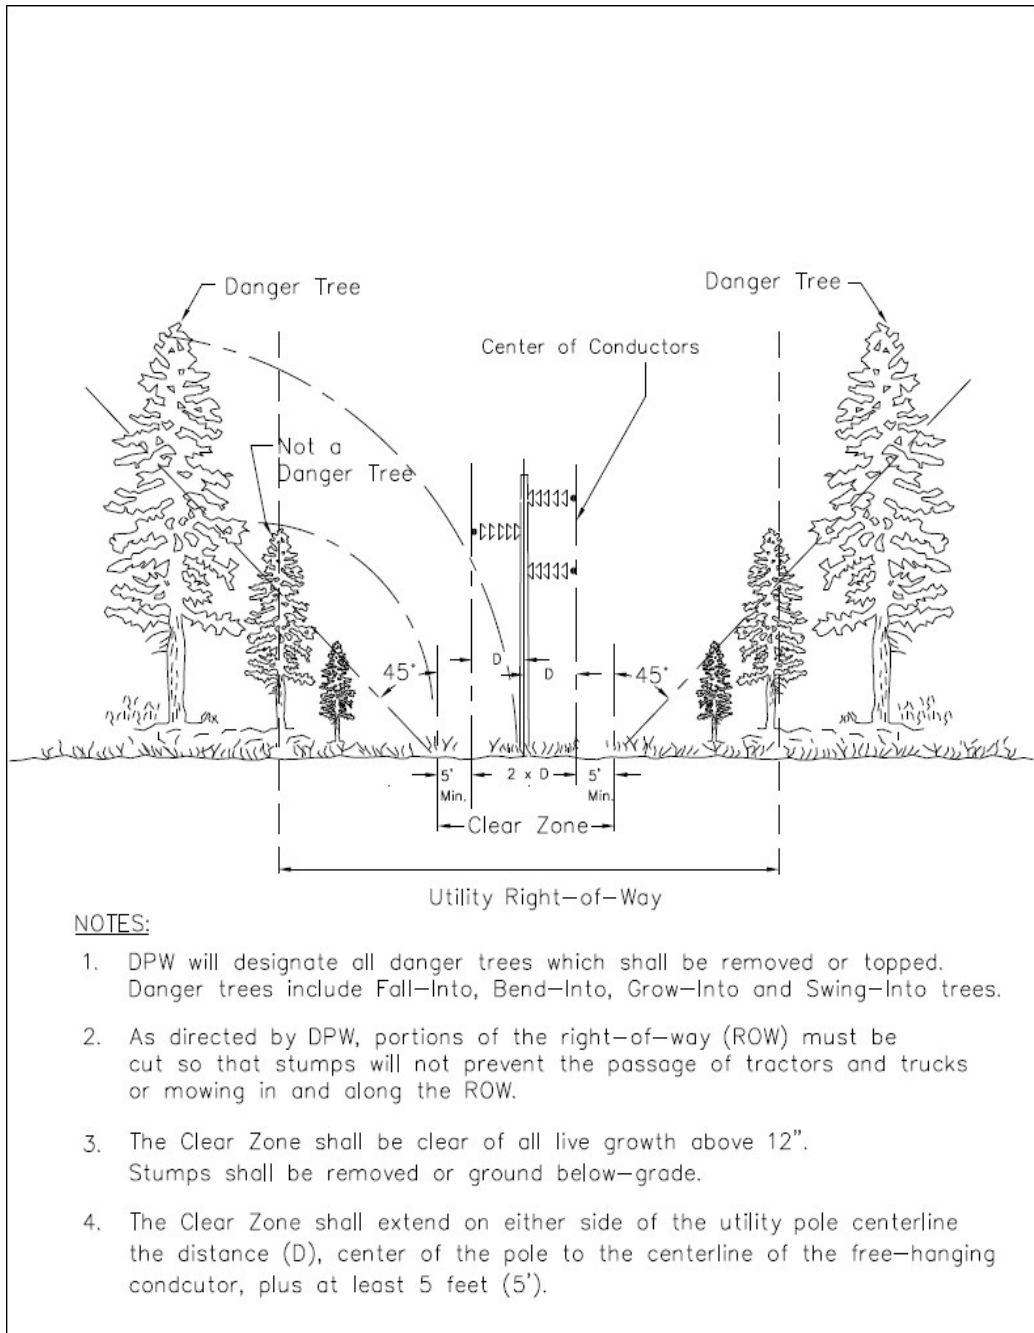 Danger Tree
Danger Tree
Center of Conductors
Not a
Danger Tree
45°
D
D
45°
5'
Min.
2 x D
5'
Min.
Clear Zone
Utility Right-of-Way
NOTES:
1. DPW will designate all danger trees which shall be removed or topped.
Danger trees include Fall-Into, Bend-Into, Grow-Into and Swing-Into trees.
2. As directed by DPW, portions of the right-of-way (ROW) must be
cut so that stumps will not prevent the passage of tractors and trucks
or mowing in and along the ROW.
3. The Clear Zone shall be clear of all live growth above 12”.
Stumps shall be removed or ground below-grade.
4. The Clear Zone shall extend on either side of the utility pole centerline
the distance (D), center of the pole to the centerline of the free-hanging
condcutor, plus at least 5 feet (5').